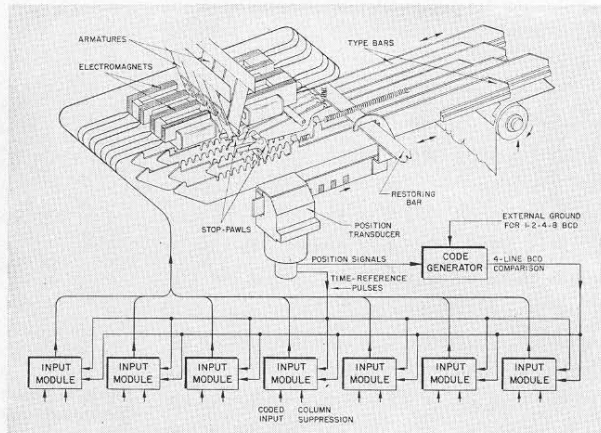 ARMATURES
TYPE BARS
ELECTROMAGNETS
RESTORING
BAR
STOP-PAWLS
POSITION
TRANSDUCER
EXTERNAL GROUND
FOR 1-2-4-8 BCD
POSITION SIGNALS
CODE
GENERATOR
4-LINE BCD
COMPARISON
TIME-REFERENCE
PULSES
INPUT
MODULE
INPUT
MODULE
INPUT
MODULE
INPUT
MODULE
INPUT
MODULE
INPUT
MODULE
INPUT
MODULE
CODED
INPUT
COLUMN
SUPPRESSION